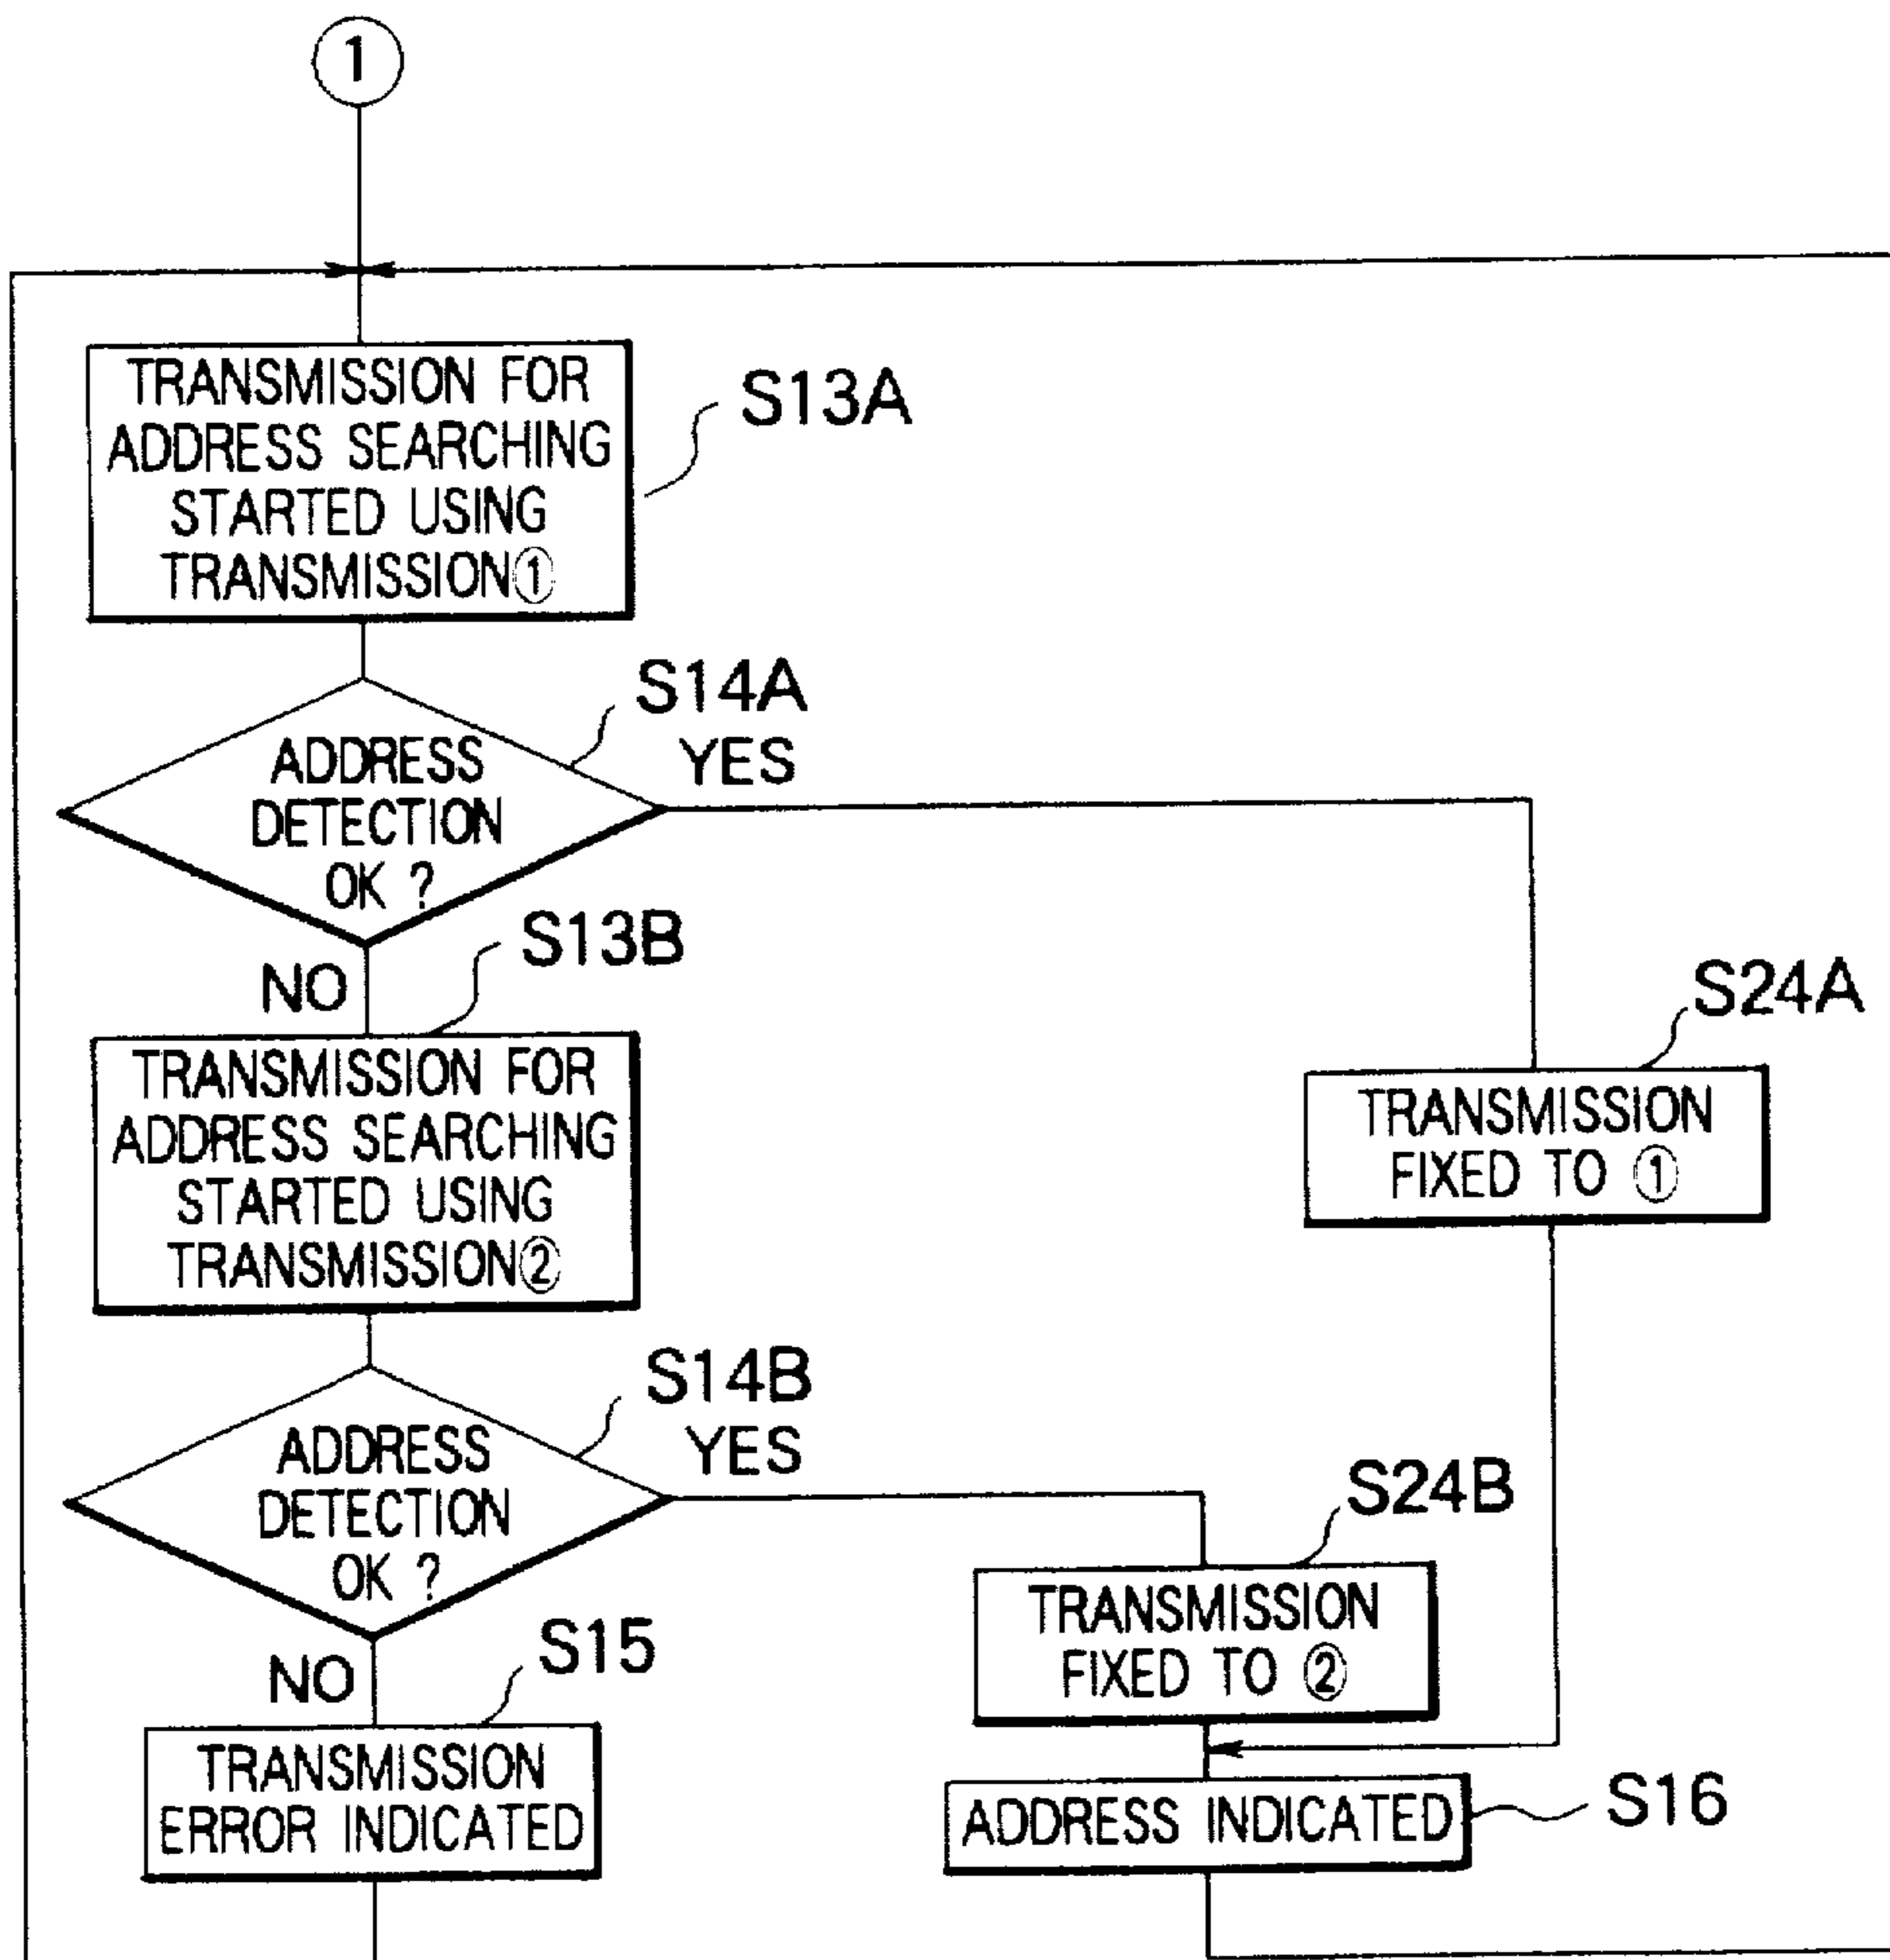 ①
TRANSMISSION FOR
ADDRESS SEARCHING
STARTED USING
TRANSMISSION①
S13A
S14A
YES
ADDRESS
DETECTION
OK ?
NO
S13B
TRANSMISSION FOR
ADDRESS SEARCHING
STARTED USING
TRANSMISSION②
S24A
TRANSMISSION
FIXED TO ①
S14B
YES
ADDRESS
DETECTION
OK ?
NO
S24B
TRANSMISSION
FIXED TO ②
S15
TRANSMISSION
ERROR INDICATED
ADDRESS INDICATED
S16